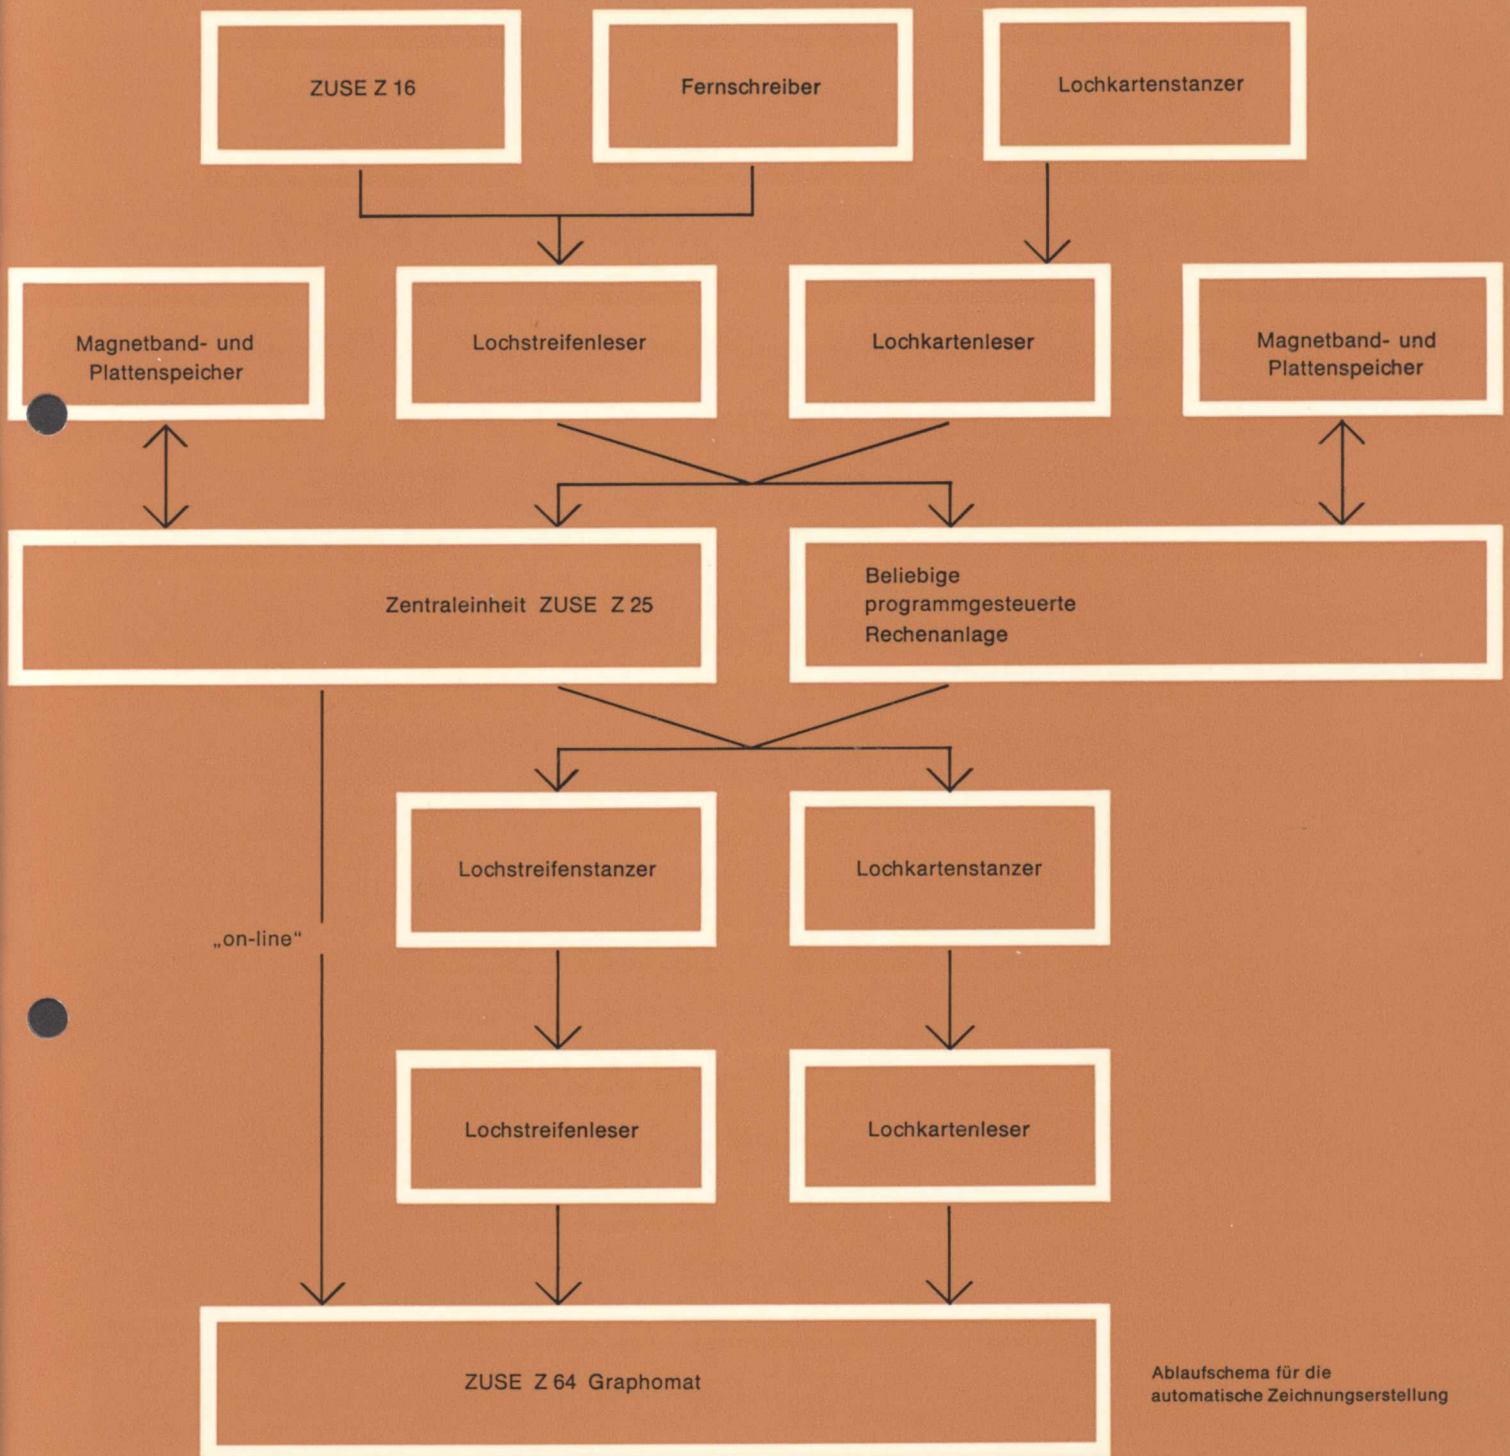 ZUSE Z 16
Fernschreiber
Lochkartenstanzer
Magnetband- und
Plattenspeicher
Lochstreifenleser
Lochkartenleser
Magnetband- und
Plattenspeicher
Zentraleinheit ZUSE Z 25
Beliebige
programmgesteuerte
Rechenanlage
Lochstreifenstanzer
Lochkartenstanzer
„on-line“
Lochstreifenleser
Lochkartenleser
ZUSE Z 64 Graphomat
Ablaufschema für die
automatische Zeichnungserstellung